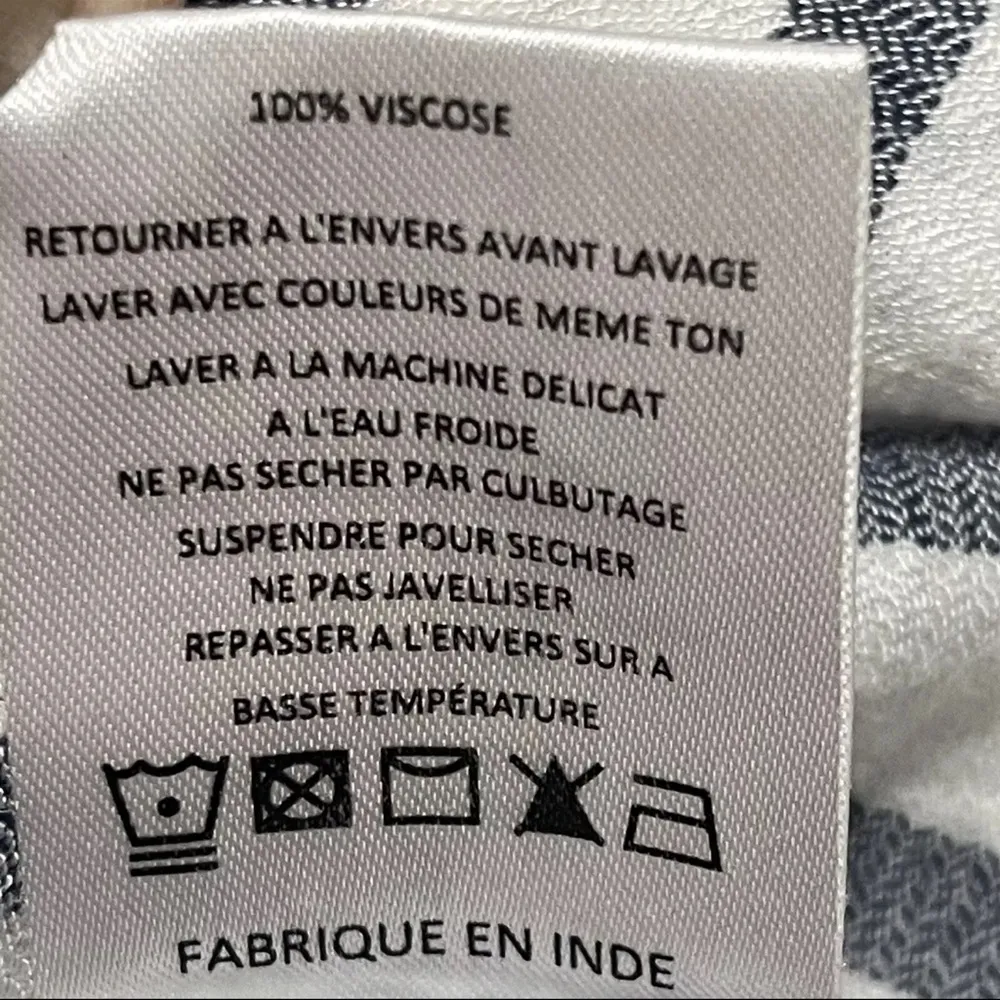 100% VISCOSE
RETOURNER A L'ENVERS AVANT LAVAGE
LAVER AVEC COULEURS DE MEME TON
LAVER A LA MACHINE DELICAT
A L'EAU FROIDE
NE PAS SECHER PAR CULBUTAGE
SUSPENDRE POUR SECHER
NE PAS JAVELLISER
REPASSER A L'ENVERS SUR A
BASSE TEMPÉRATURE
FABRIQUE EN INDE